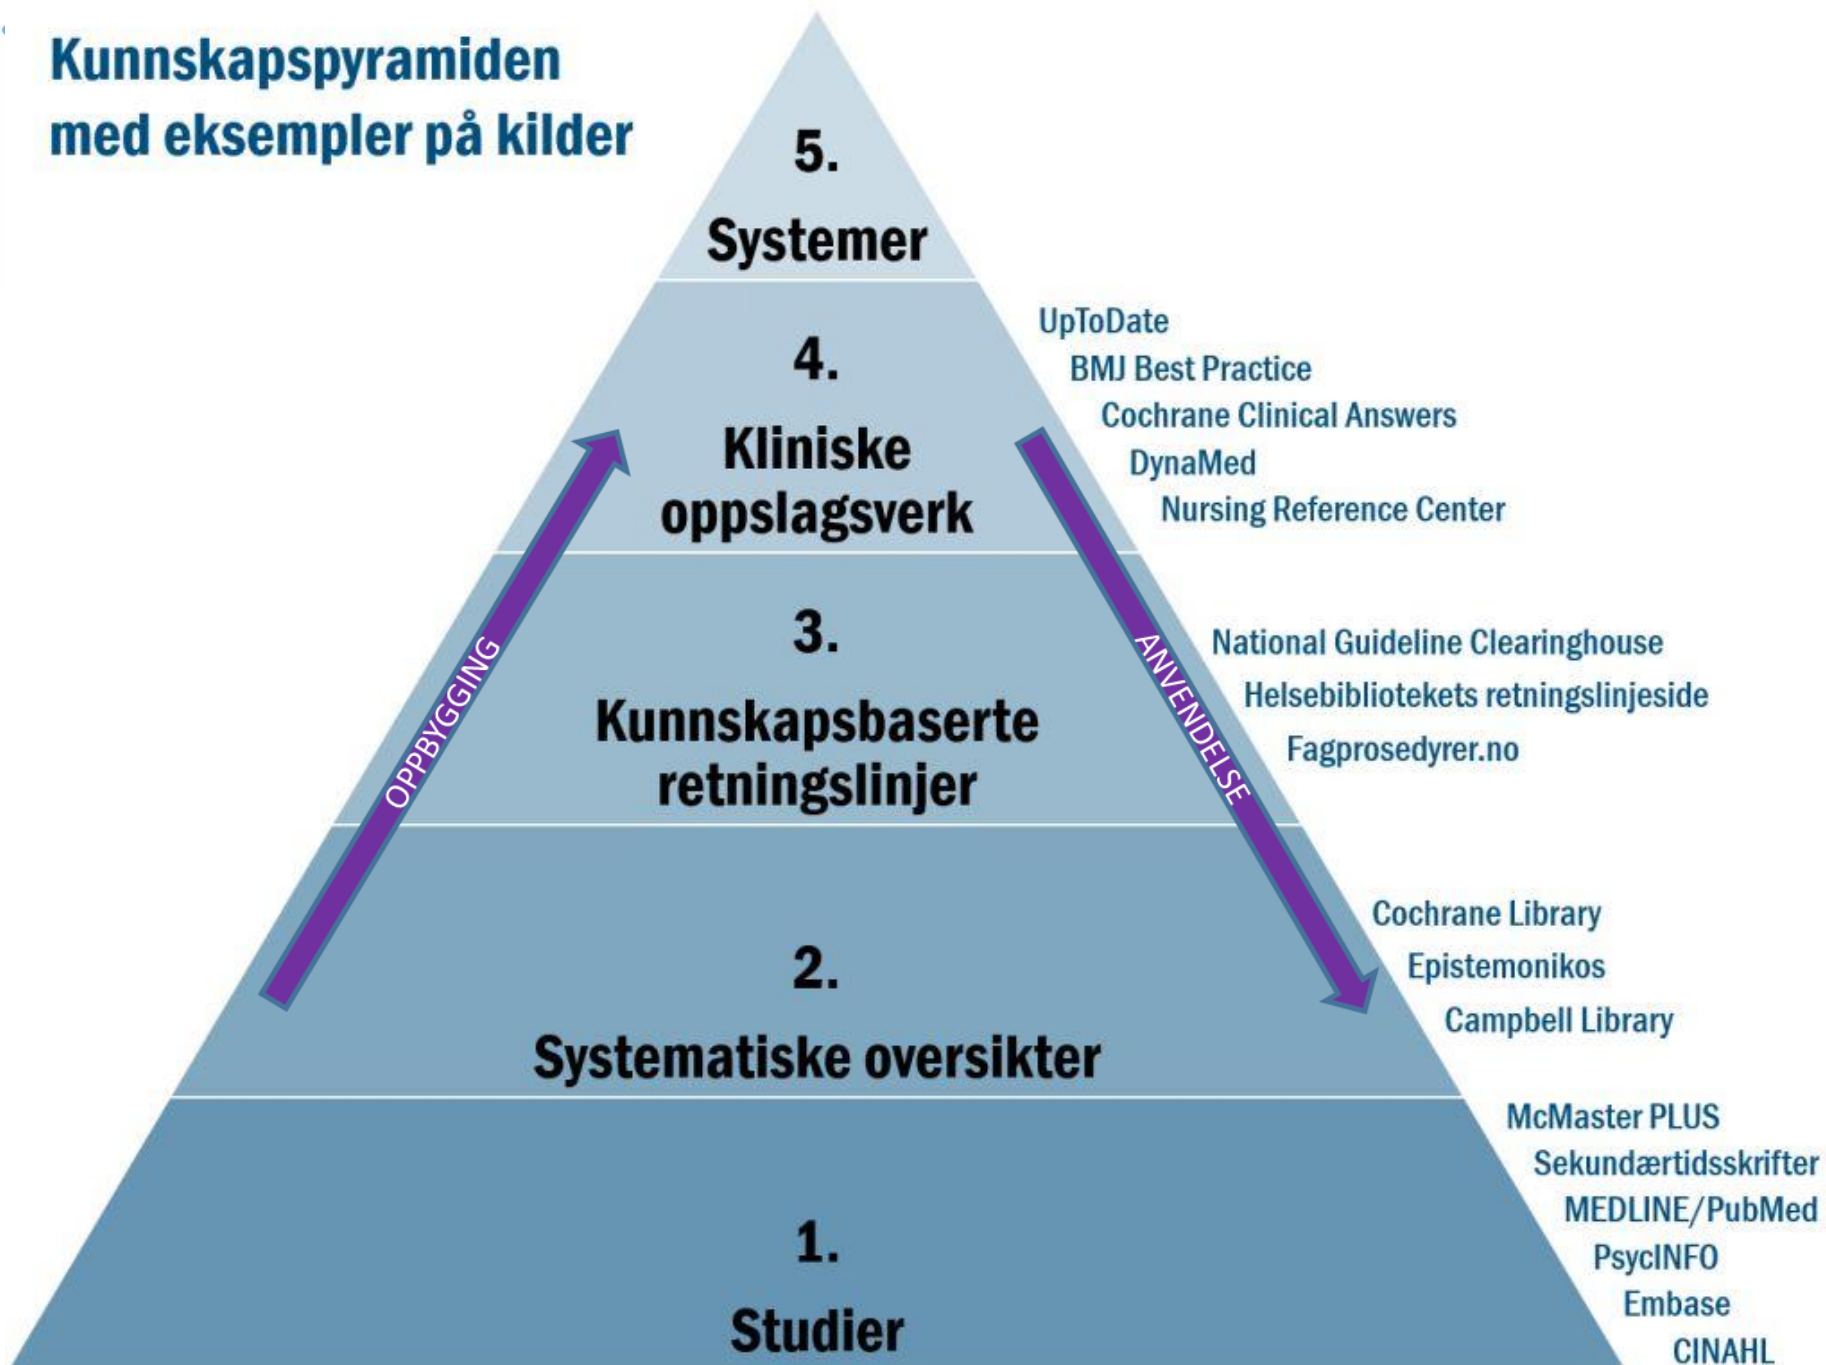 Kunnskapspyramiden
med eksempler på kilder
5.
Systemer
4.
Kliniske
oppslagsverk
UpToDate
BMJ Best Practice
Cochrane Clinical Answers
DynaMed
Nursing Reference Center
OPPBYGGING
ANVENDELSE
3.
Kunnskapsbaserte
retningslinjer
National Guideline Clearinghouse
Helsebibliotekets retningslinjeside
Fagprosedyrer.no
2.
Systematiske oversikter
Cochrane Library
Epistemonikos
Campbell Library
1.
Studier
McMaster PLUS
Sekundærtidsskrifter
MEDLINE/PubMed
PsycINFO
Embase
CINAHL